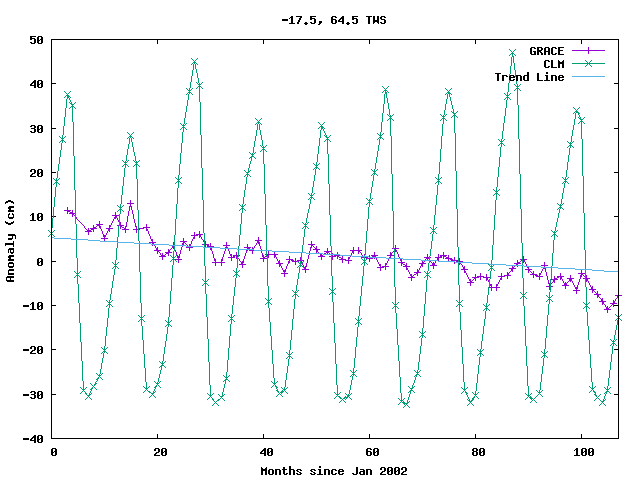 -17.5, 64.5 TWS
GRACE
CLM
Trend Line
50
40
30
20
10
0
-10
-20
-30
-40
Anomaly (cm)
0 20 40 60 80 100
Months since Jan 2002